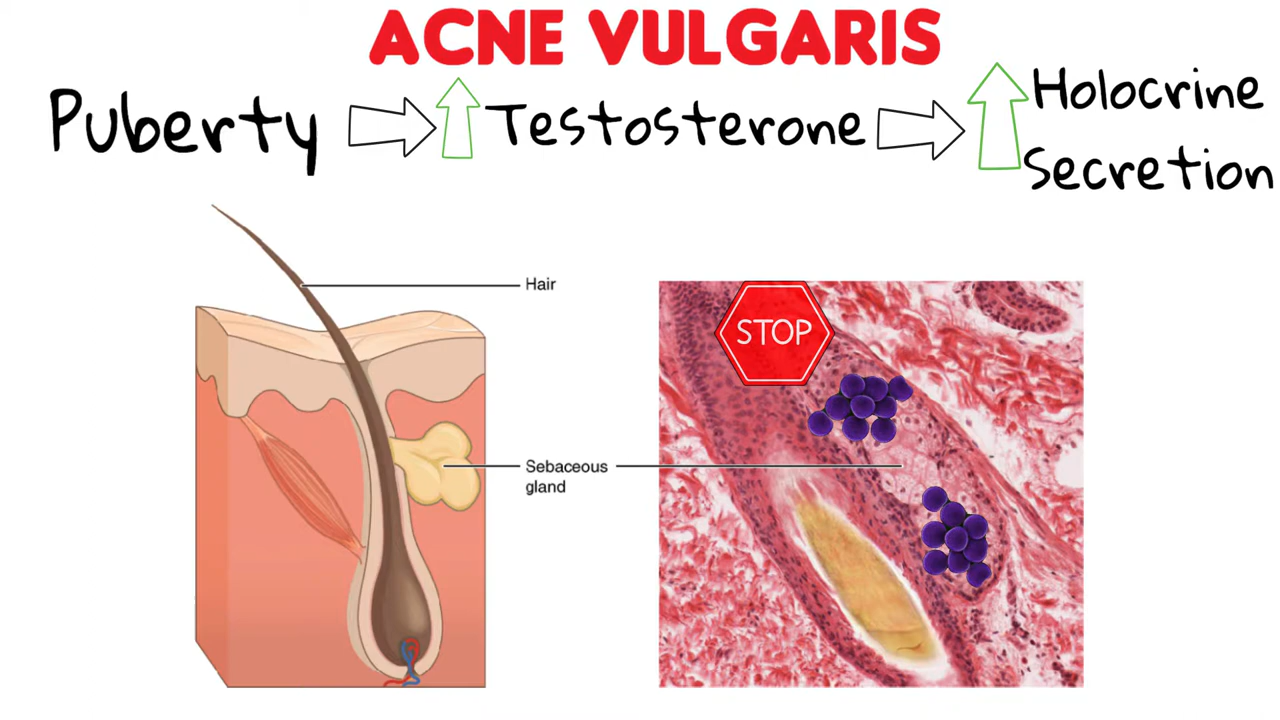 ACNE VULGARIS
Puberty
Testosterone
Holocrine
Secretion
Hair
STOP
Sebaceous
gland